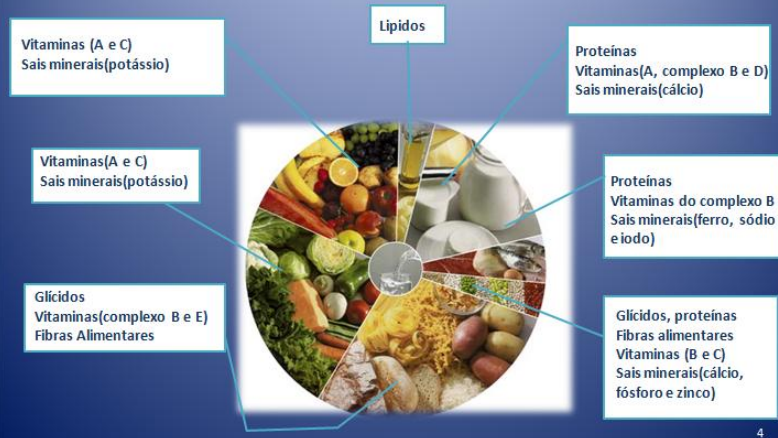 Vitaminas (A e C)
Sais minerais(potássio)
Lipidos
Proteínas
Vitaminas(A, complexo B e D)
Sais minerais(cálcio)
Vitaminas(A e C)
Sais minerais(potássio)
Proteínas
Vitaminas do complexo B
Sais minerais(ferro, sódio
e iodo)
Glícidos
Vitaminas(complexo B e E)
Fibras Alimentares
Glícidos, proteínas
Fibras alimentares
Vitaminas (B e C)
Sais minerais(cálcio,
fósforo e zinco)
4